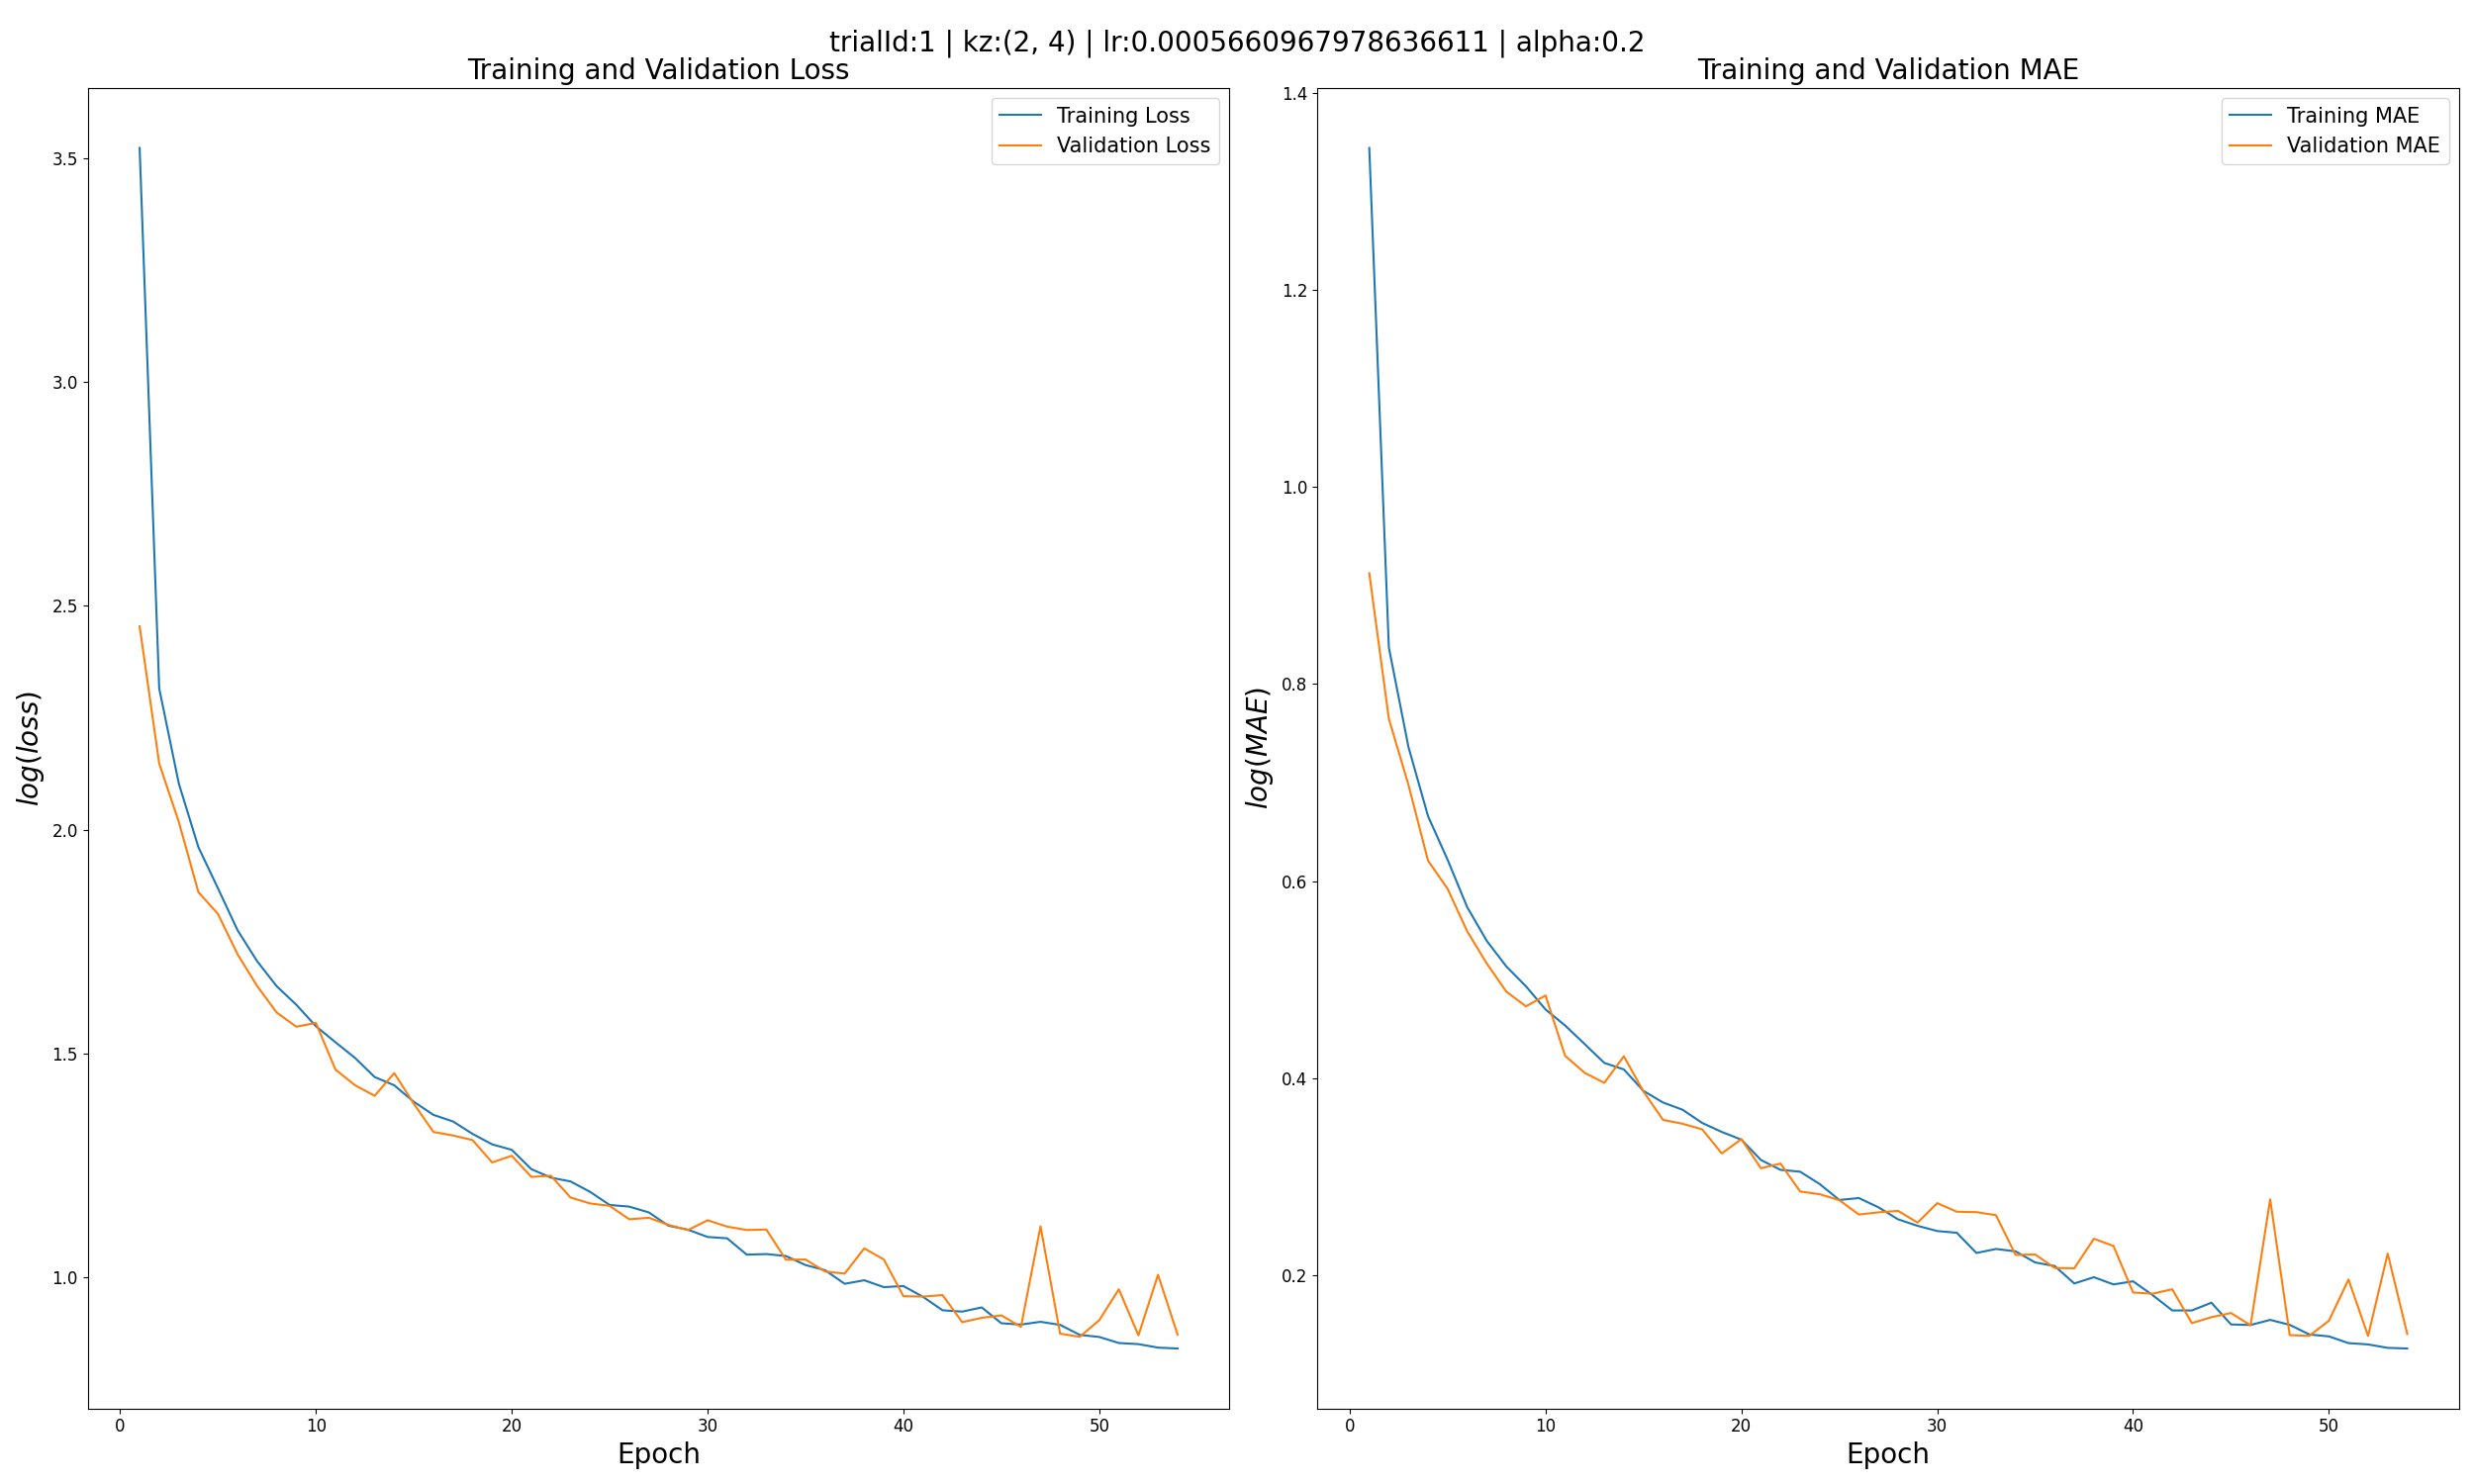 trialId:1 | kz:(2, 4) | lr:0.0005660967978636611 | alpha:0.2
Training and Validation Loss
Training Loss
Validation Loss
3.5
3.0
2.5
2.0
1.5
1.0
log(loss)
0 10 20 30 40 50
Epoch
Training and Validation MAE
Training MAE
Validation MAE
1.4
1.2
1.0
0.8
0.6
0.4
0.2
log(MAE)
0 10 20 30 40 50
Epoch